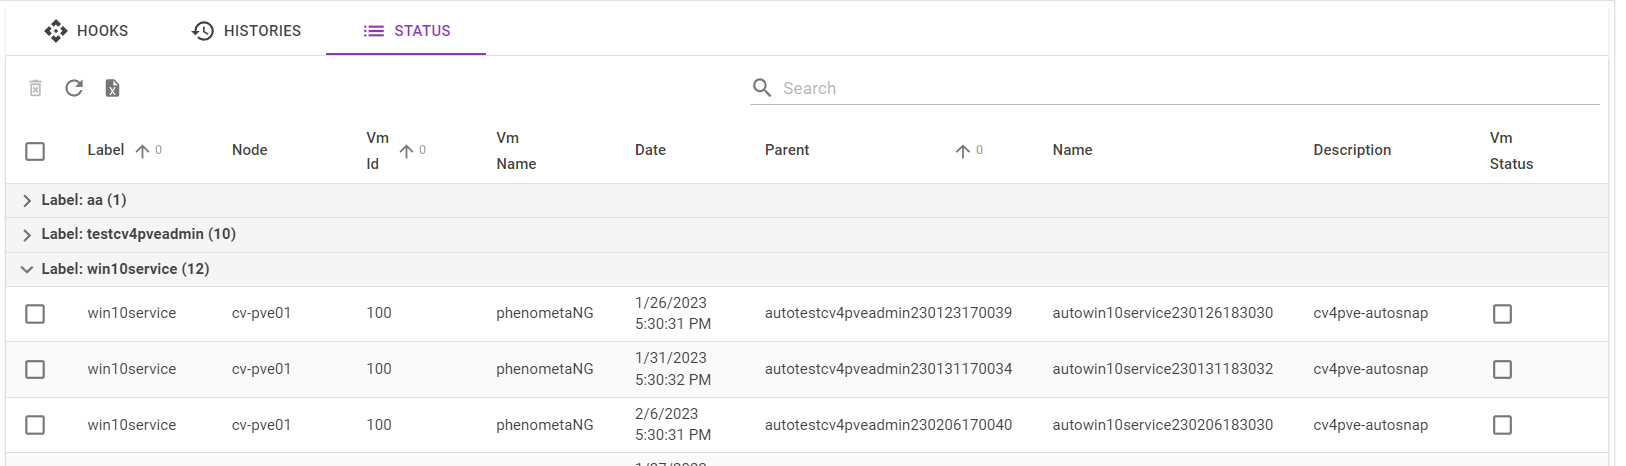 HOOKS HISTORIES STATUS
Search
Label 0 Node Vm Id 0 Vm Name Date Parent 0 Name Description Vm Status
Label: aa (1)
Label: testcv4pveadmin (10)
Label: win10service (12)
win10service cv-pve01 100 phenometaNG 1/26/2023 5:30:31 PM autotestcv4pveadmin230123170039 autowin10service230126183030 cv4pve-autosnap
win10service cv-pve01 100 phenometaNG 1/31/2023 5:30:32 PM autotestcv4pveadmin230131170034 autowin10service230131183032 cv4pve-autosnap
win10service cv-pve01 100 phenometaNG 2/6/2023 5:30:31 PM autotestcv4pveadmin230206170040 autowin10service230206183030 cv4pve-autosnap